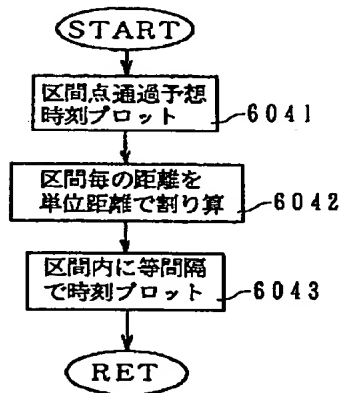 START
区間点通過予想
時刻プロット
6041
区間毎の距離を
単位距離で割り算
6042
区間内に等間隔
で時刻プロット
6043
RET